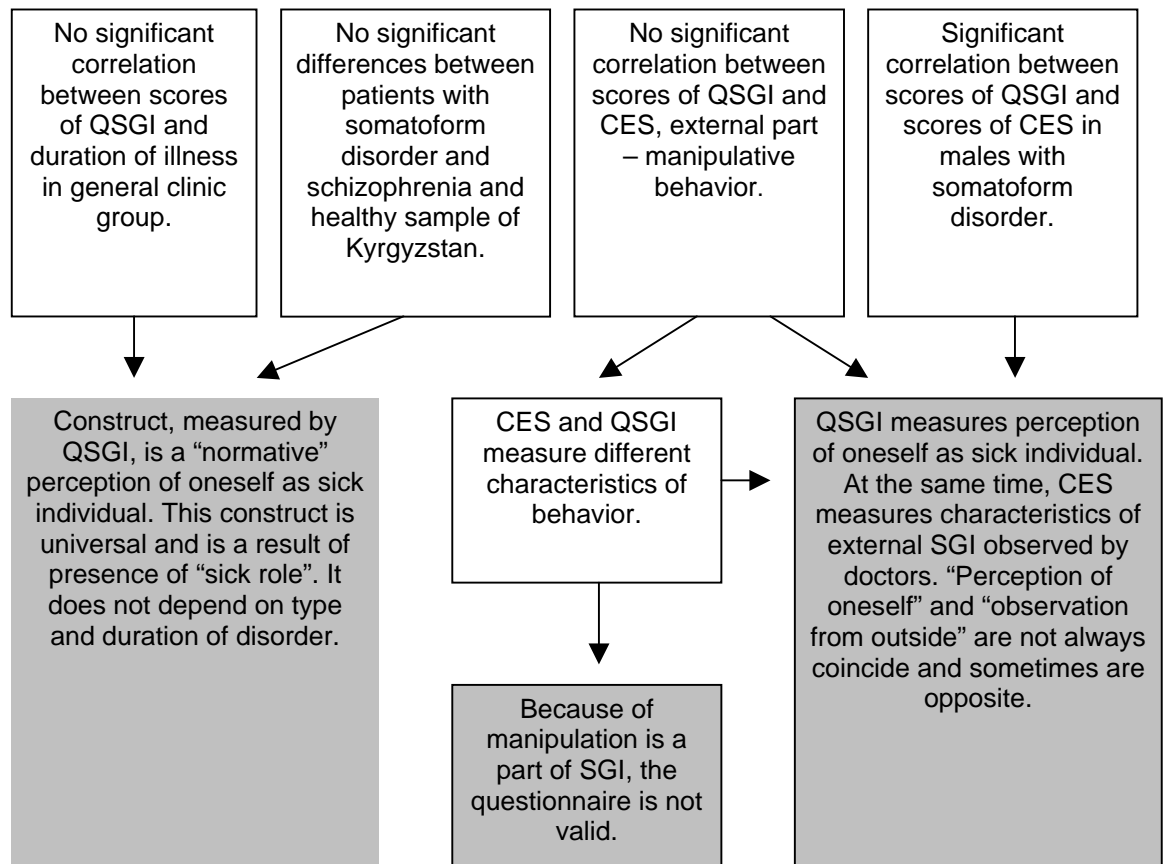 No significant
correlation
between scores
of QSGI and
duration of illness
in general clinic
group.
No significant
differences between
patients with
somatoform
disorder and
schizophrenia and
healthy sample of
Kyrgyzstan.
No significant
correlation between
scores of QSGI and
CES, external part
– manipulative
behavior.
Significant
correlation between
scores of QSGI and
scores of CES in
males with
somatoform
disorder.
Construct, measured by
QSGI, is a “normative”
perception of oneself as sick
individual. This construct is
universal and is a result of
presence of “sick role”. It
does not depend on type
and duration of disorder.
CES and QSGI
measure different
characteristics of
behavior.
QSGI measures perception
of oneself as sick individual.
At the same time, CES
measures characteristics of
external SGI observed by
doctors. “Perception of
oneself” and “observation
from outside” are not always
coincide and sometimes are
opposite.
Because of
manipulation is a
part of SGI, the
questionnaire is not
valid.